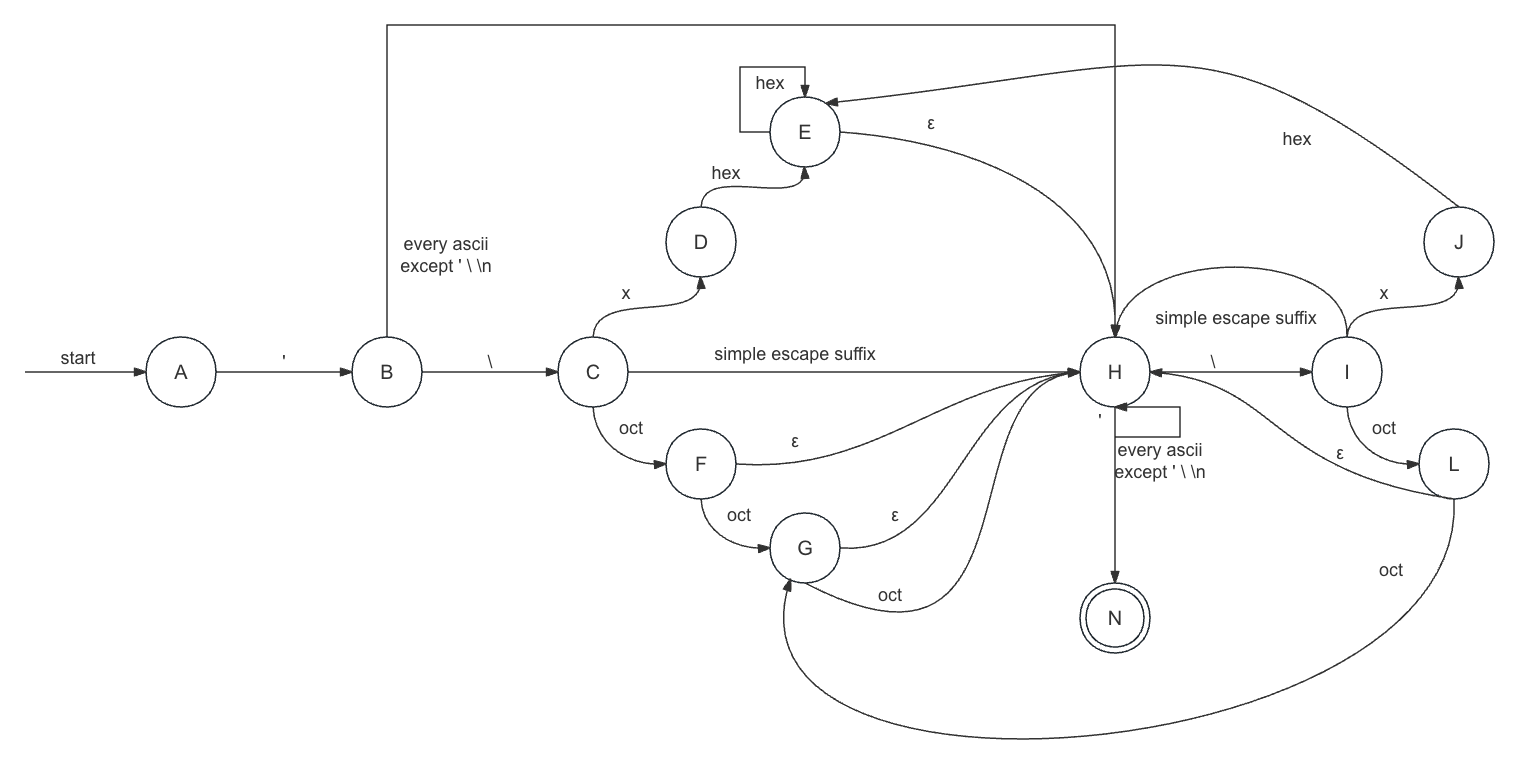 hex
E
ε
hex
hex
D
J
every ascii
except ' \ \n
x
x
simple escape suffix
start
A
'
B
\
C
simple escape suffix
H
\
I
oct
'
oct
F
ε
every ascii
except ' \ \n
ε
L
oct
G
ε
oct
oct
N